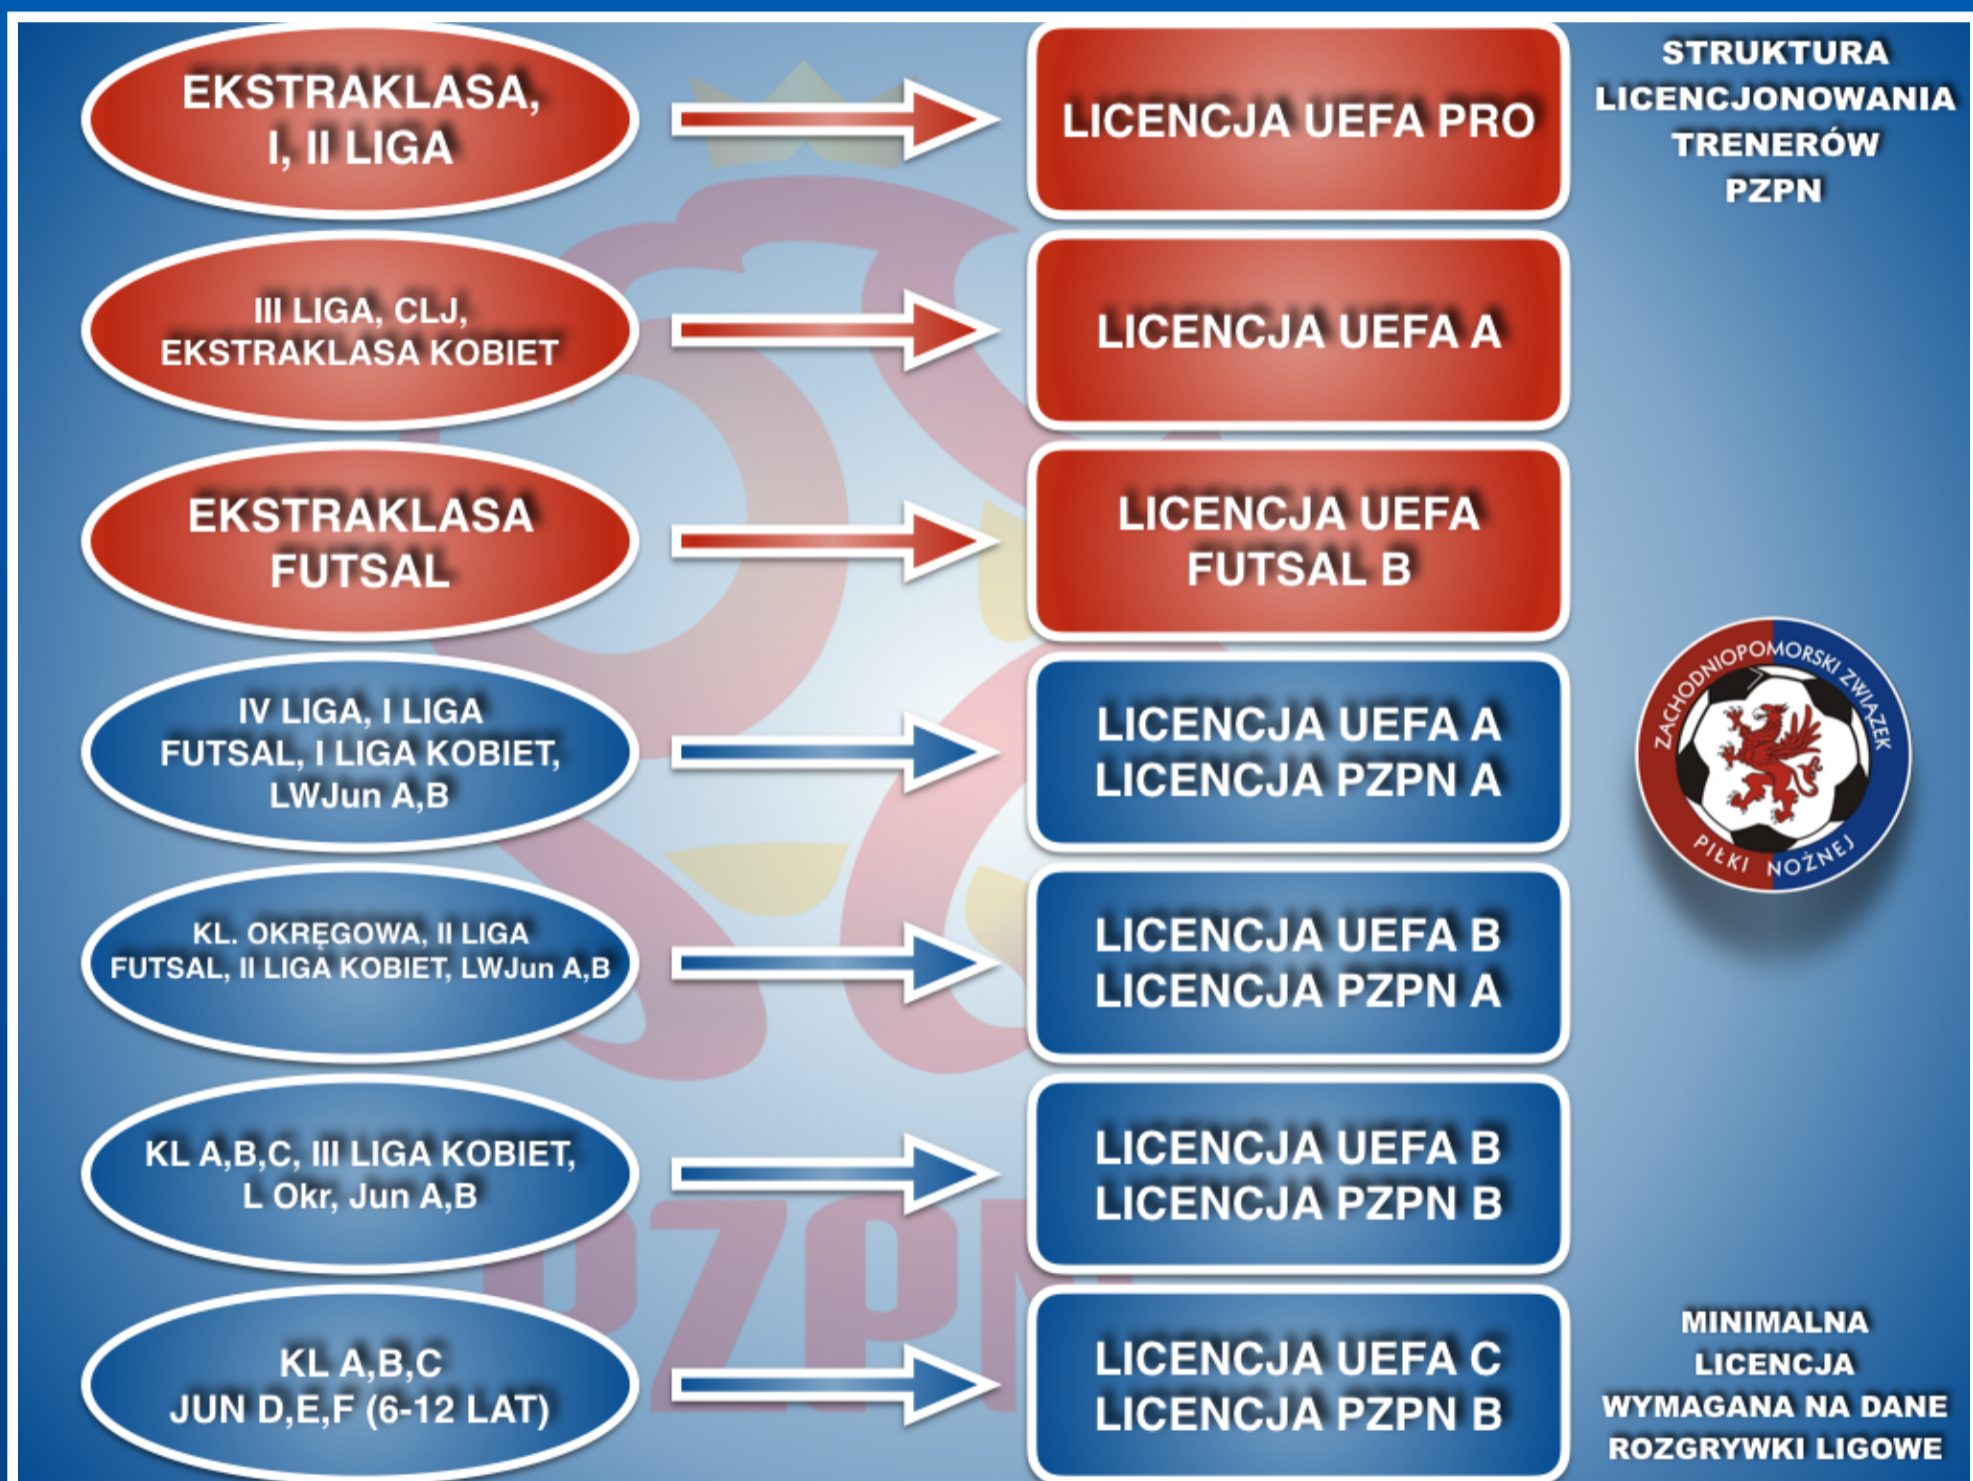 EKSTRAKLASA,
I, II LIGA
LICENCJA UEFA PRO
STRUKTURA
LICENCJONOWANIA
TRENERÓW
PZPN
III LIGA, CLJ,
EKSTRAKLASA KOBIET
LICENCJA UEFA A
EKSTRAKLASA
FUTSAL
LICENCJA UEFA
FUTSAL B
IV LIGA, I LIGA
FUTSAL, I LIGA KOBIET,
LWJun A,B
LICENCJA UEFA A
LICENCJA PZPN A
ZACHODNIOPOMORSKI ZWIĄZEK
PIŁKI NOŻNEJ
KL. OKRĘGOWA, II LIGA
FUTSAL, II LIGA KOBIET, LWJun A,B
LICENCJA UEFA B
LICENCJA PZPN A
KL A,B,C, III LIGA KOBIET,
L Okr, Jun A,B
LICENCJA UEFA B
LICENCJA PZPN B
PZPN
KL A,B,C
JUN D,E,F (6-12 LAT)
LICENCJA UEFA C
LICENCJA PZPN B
MINIMALNA
LICENCJA
WYMAGANA NA DANE
ROZGRYWKI LIGOWE